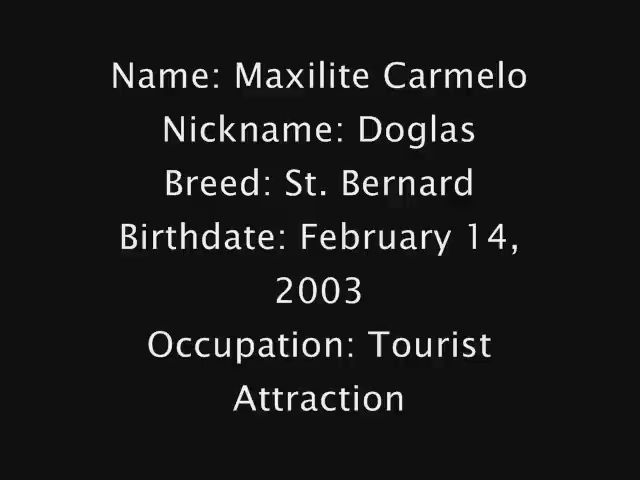 Name: Maxilite Carmelo
Nickname: Doglas
Breed: St. Bernard
Birthdate: February 14,
2003
Occupation: Tourist
Attraction